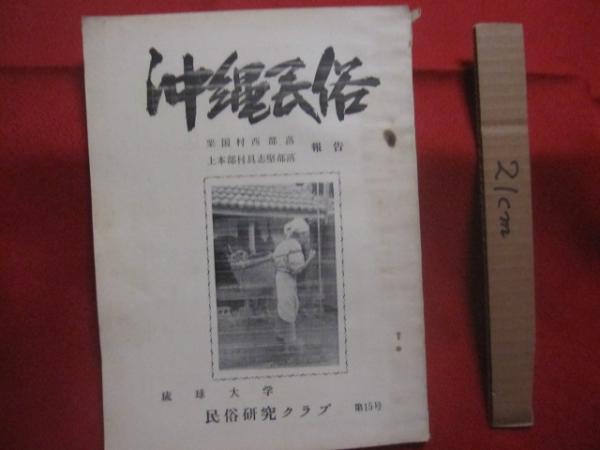 沖縄民俗
粟国村西部落
上本部村具志堅部落
報告
琉球大学
民俗研究クラブ 第15号
21cm